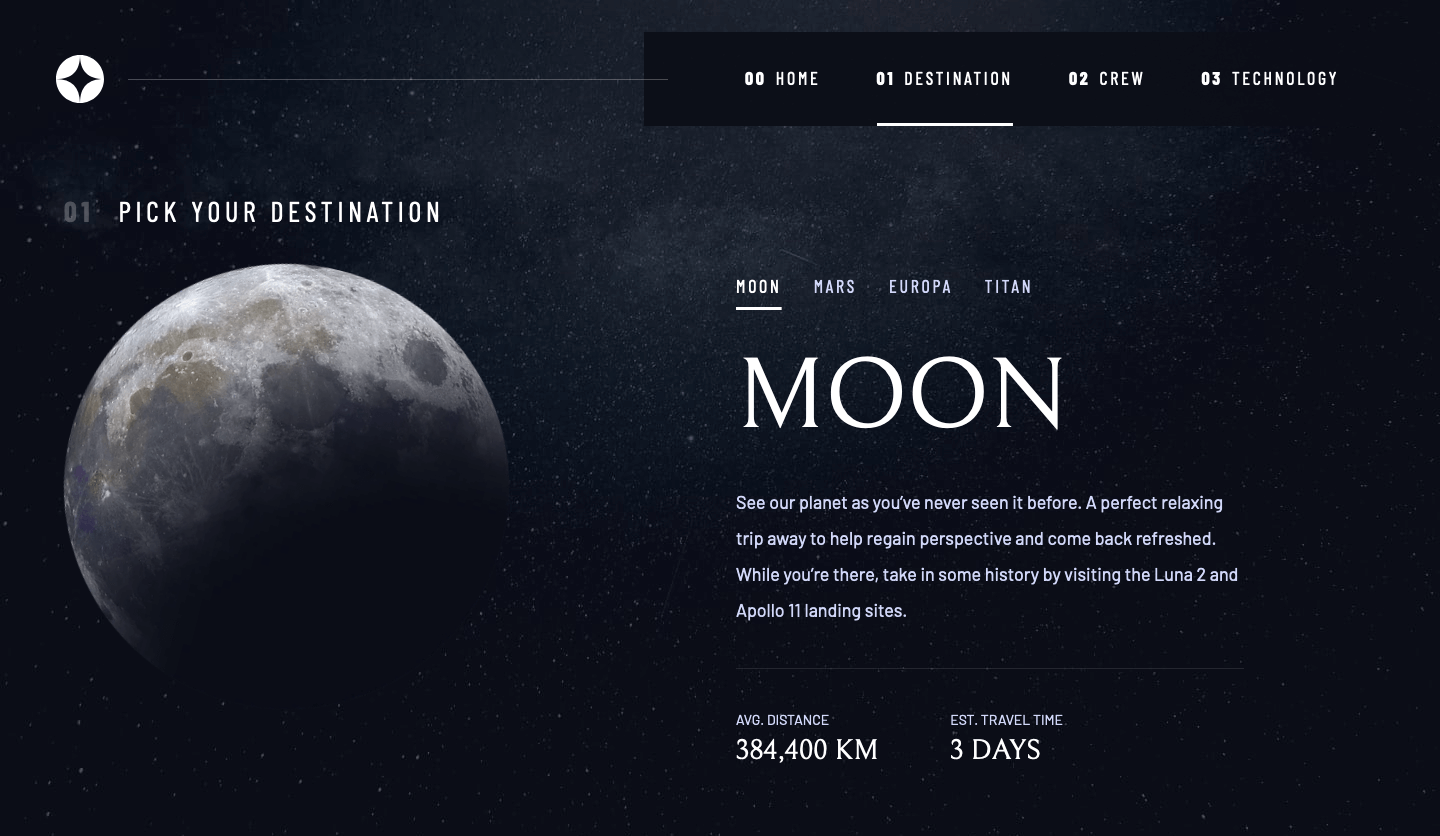 00 HOME 01 DESTINATION 02 CREW 03 TECHNOLOGY
01 PICK YOUR DESTINATION
MOON MARS EUROPA TITAN
MOON
See our planet as you’ve never seen it before. A perfect relaxing
trip away to help regain perspective and come back refreshed.
While you’re there, take in some history by visiting the Luna 2 and
Apollo 11 landing sites.
AVG. DISTANCE EST. TRAVEL TIME
384,400 KM 3 DAYS